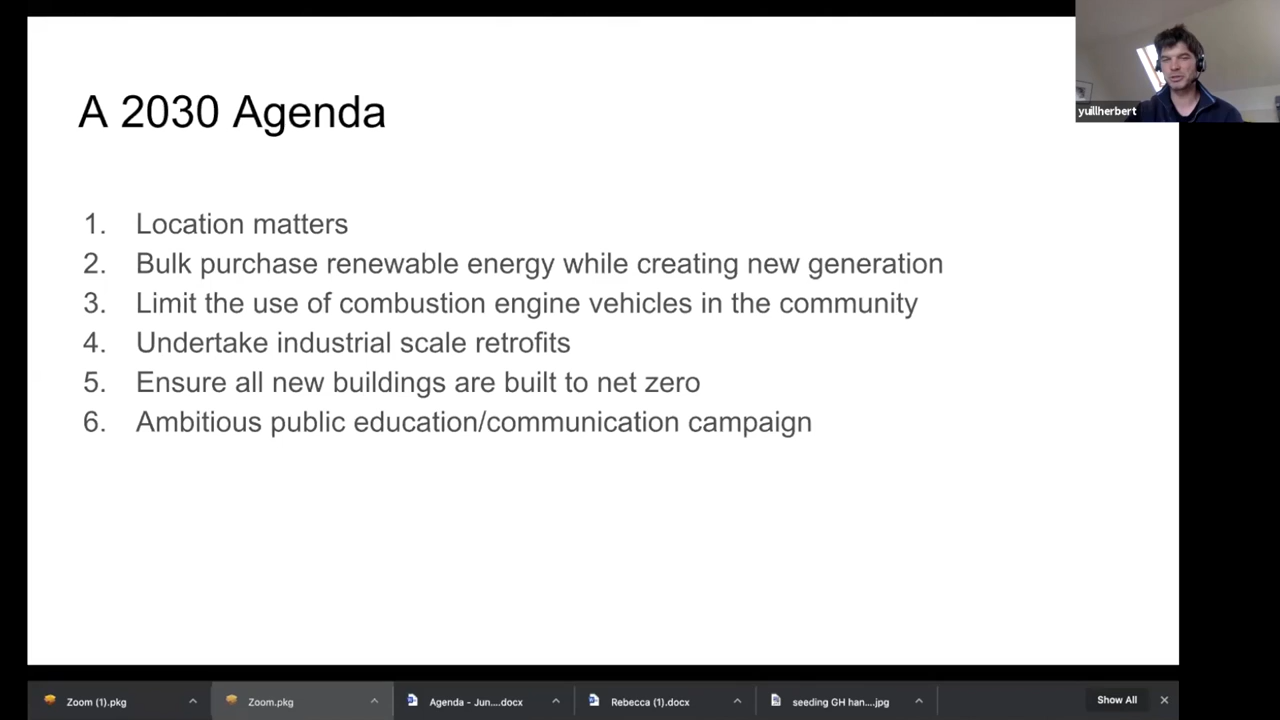 A 2030 Agenda
yuillherbert
1. Location matters
2. Bulk purchase renewable energy while creating new generation
3. Limit the use of combustion engine vehicles in the community
4. Undertake industrial scale retrofits
5. Ensure all new buildings are built to net zero
6. Ambitious public education/communication campaign
Zoom (1).pkg
Zoom.pkg
Agenda - Jun....docx
Rebecca (1).docx
seeding GH han....jpg
Show All